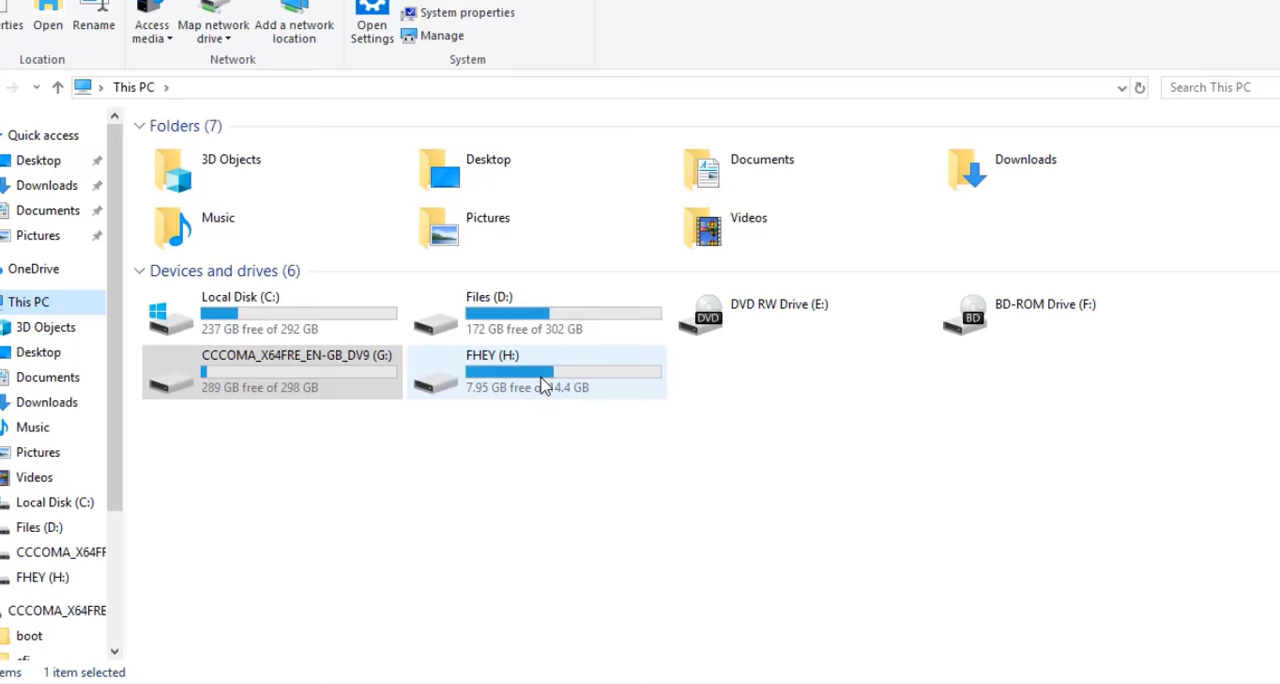 Open Rename
Access media
Map network drive
Add a network location
Open Settings
System properties
Manage
Location
Network
System
This PC
Search This PC
Quick access
Desktop
Downloads
Documents
Pictures
OneDrive
This PC
3D Objects
Desktop
Documents
Downloads
Music
Pictures
Videos
Local Disk (C:)
Files (D:)
CCCOMA_X64FF
FHEY (H:)
CCCOMA_X64FRE
boot
Folders (7)
3D Objects
Desktop
Documents
Downloads
Music
Pictures
Videos
Devices and drives (6)
Local Disk (C:)
237 GB free of 292 GB
Files (D:)
172 GB free of 302 GB
DVD RW Drive (E:)
DVD
BD-ROM Drive (F:)
BD
CCCOMA_X64FRE_EN-GB_DV9 (G:)
289 GB free of 298 GB
FHEY (H:)
7.95 GB free 4.4 GB
1 item selected